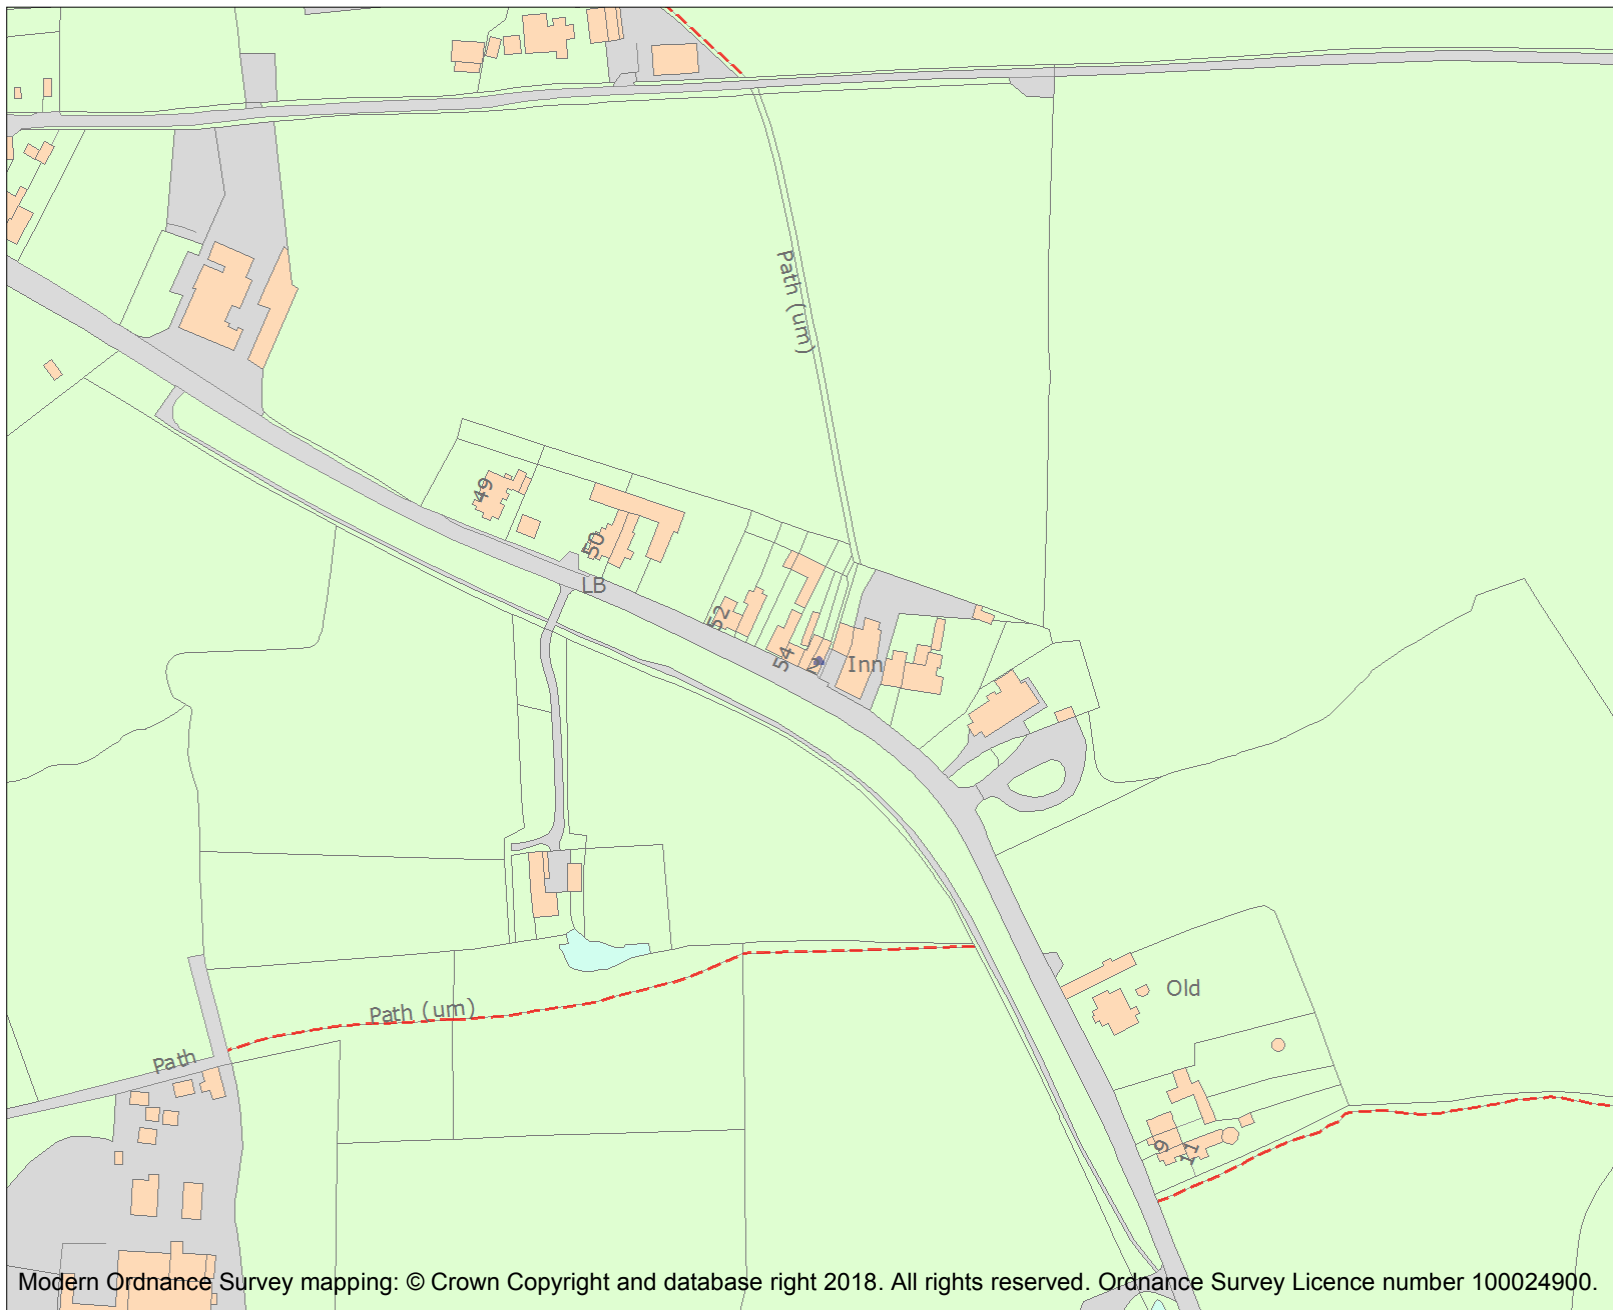 Path (um)
49
50
LB
52
54
Inn
Old
Path (um)
Path
9
11
Modern Ordnance Survey mapping: © Crown Copyright and database right 2018. All rights reserved. Ordnance Survey Licence number 100024900.